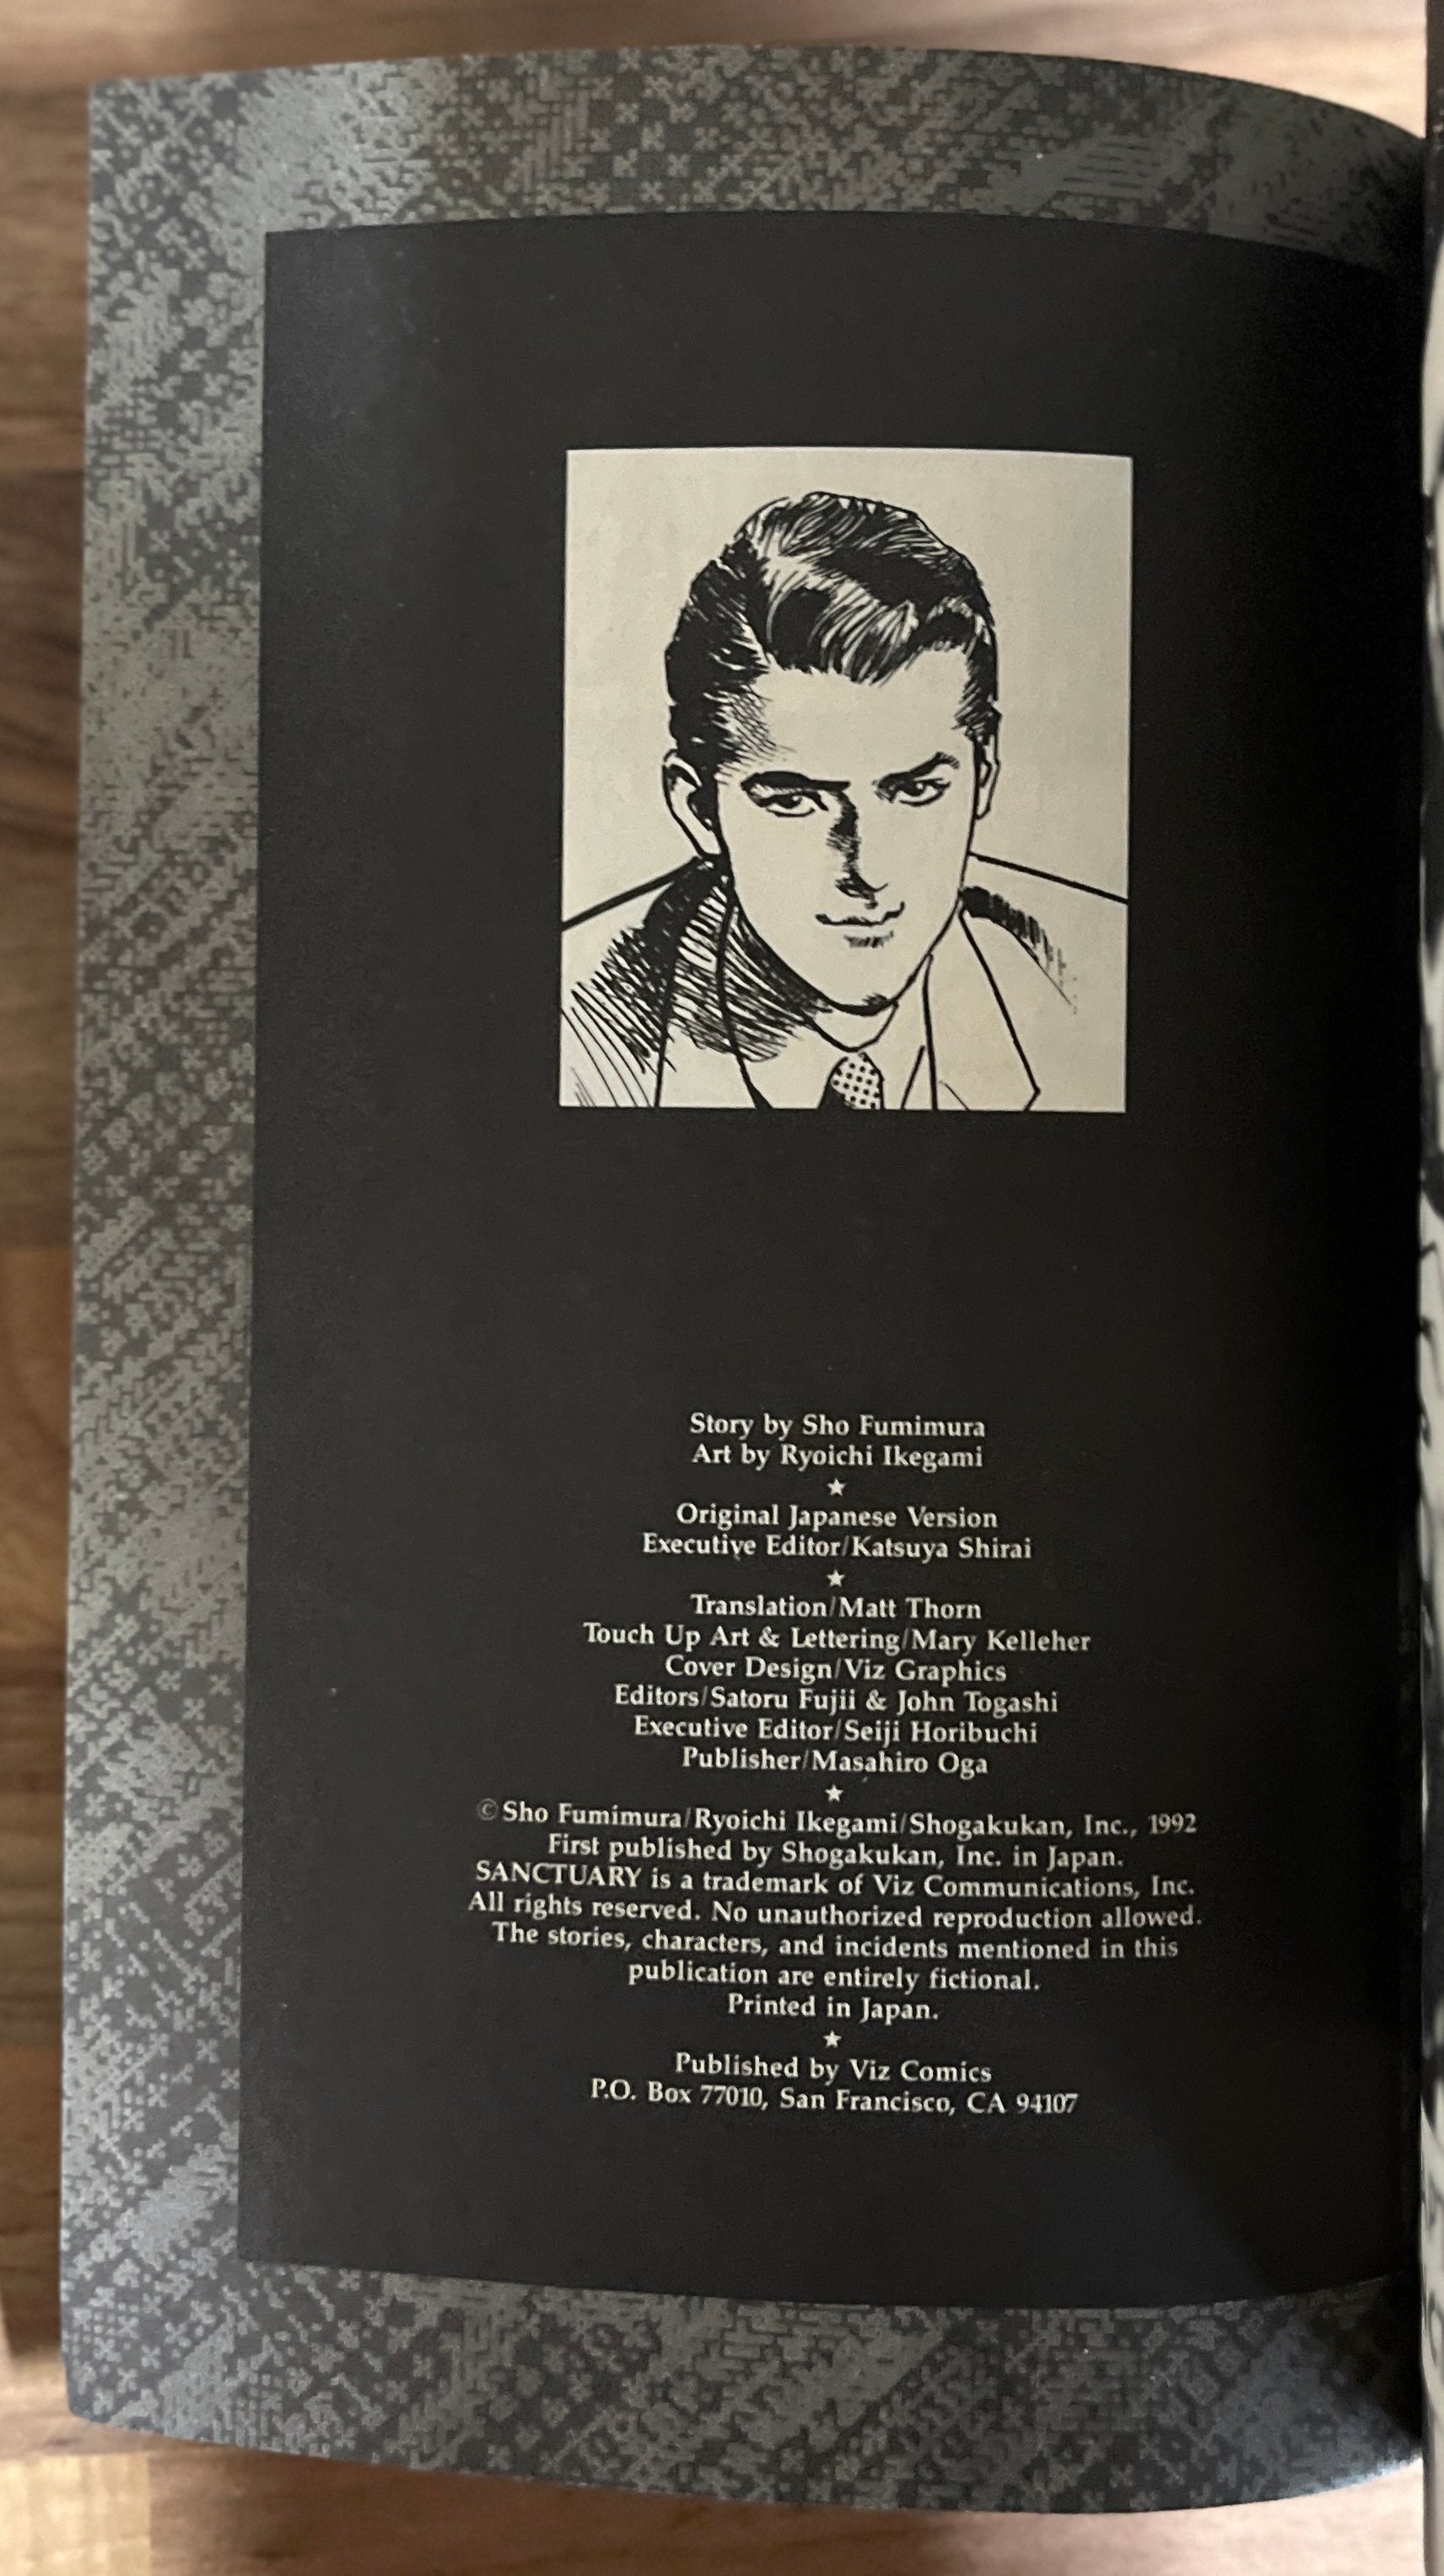 Story by Sho Fumimura
Art by Ryoichi Ikegami
★
Original Japanese Version
Executive Editor/Katsuya Shirai
★
Translation/Matt Thorn
Touch Up Art & Lettering/Mary Kelleher
Cover Design/Viz Graphics
Editors/Satoru Fujii & John Togashi
Executive Editor/Seiji Horibuchi
Publisher/Masahiro Oga
★
©Sho Fumimura/Ryoichi Ikegami/Shogakukan, Inc., 1992
First published by Shogakukan, Inc. in Japan.
SANCTUARY is a trademark of Viz Communications, Inc.
All rights reserved. No unauthorized reproduction allowed.
The stories, characters, and incidents mentioned in this
publication are entirely fictional.
Printed in Japan.
★
Published by Viz Comics
P.O. Box 77010, San Francisco, CA 94107